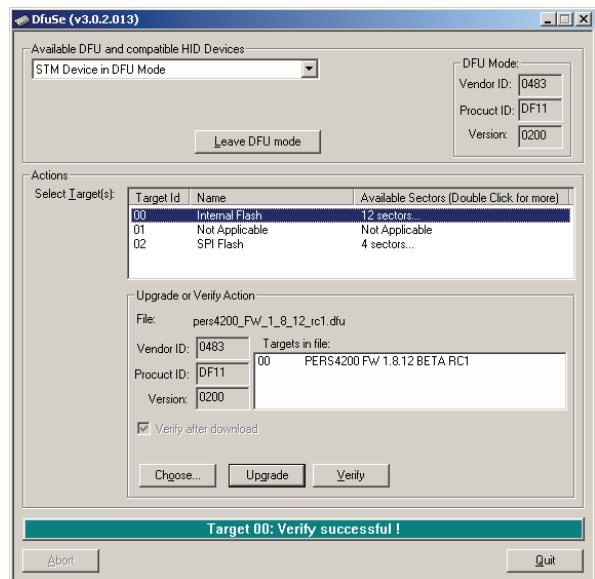 DfuSe (v3.0.2.013)
Available DFU and compatible HID Devices
STM Device in DFU Mode
DFU Mode:
Vendor ID: 0483
Procuct ID: DF11
Version: 0200
Leave DFU mode
Actions
Select Target(s):
Target Id Name Available Sectors (Double Click for more)
00 Internal Flash 12 sectors...
01 Not Applicable Not Applicable
02 SPI Flash 4 sectors...
Upgrade or Verify Action
File: pers4200_FW_1_8_12_rc1.dfu
Vendor ID: 0483
Targets in file:
00 PERS4200 FW 1.8.12 BETA RC1
Procuct ID: DF11
Version: 0200
Verify after download
Choose... Upgrade Verify
Target 00: Verify successful !
Abort Quit